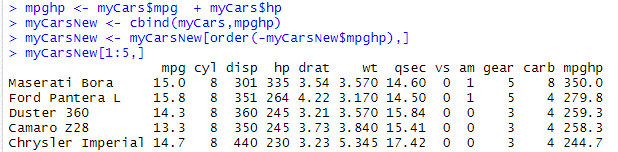 > mpghp <- myCars$mpg  + myCars$hp
> myCarsNew <- cbind(myCars,mpghp)
> myCarsNew <- myCarsNew[order(-myCarsNew$mpghp),]
> myCarsNew[1:5,]
                   mpg cyl disp  hp drat    wt  qsec vs am gear carb mpghp
Maserati Bora     15.0   8  301 335 3.54 3.570 14.60  0  1    5    8 350.0
Ford Pantera L    15.8   8  351 264 4.22 3.170 14.50  0  1    5    4 279.8
Duster 360        14.3   8  360 245 3.21 3.570 15.84  0  0    3    4 259.3
Camaro Z28        13.3   8  350 245 3.73 3.840 15.41  0  0    3    4 258.3
Chrysler Imperial 14.7   8  440 230 3.23 5.345 17.42  0  0    3    4 244.7